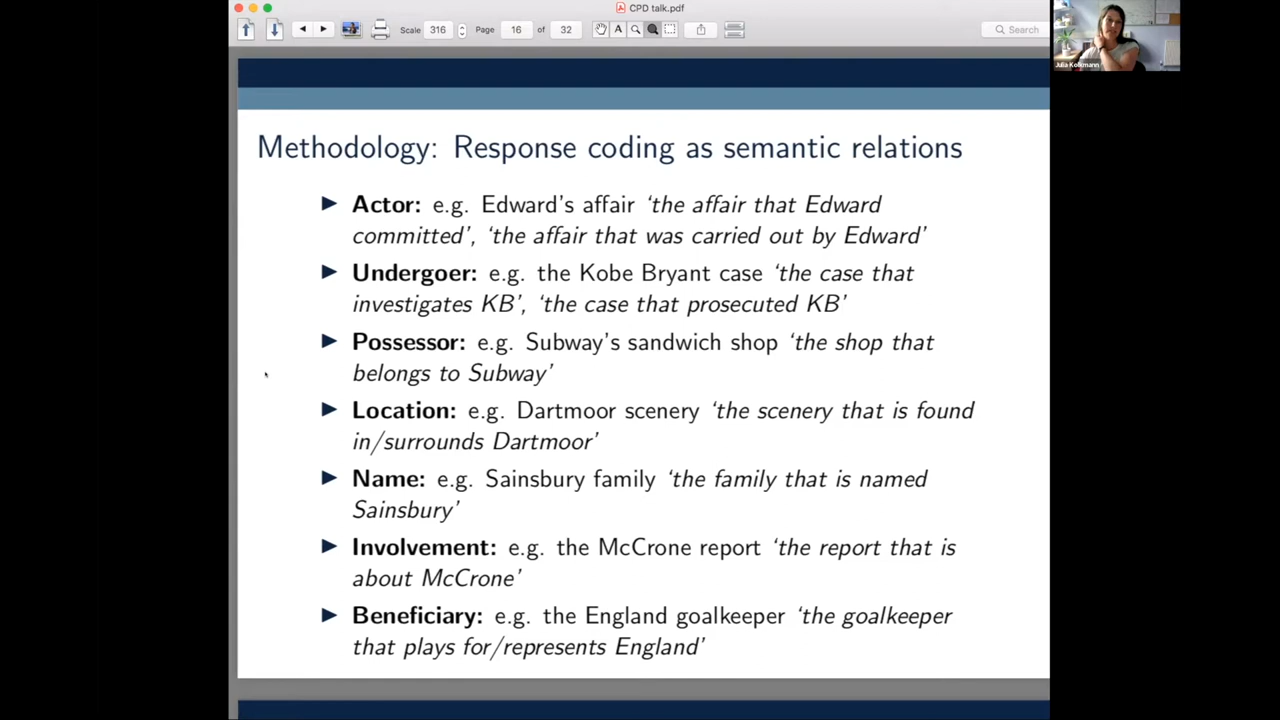 CPD talk.pdf
Scale 316 Page 16 of 32 Search
Julia Kolkmann
Methodology: Response coding as semantic relations
Actor: e.g. Edward's affair ‘the affair that Edward
committed’, ‘the affair that was carried out by Edward’
Undergoer: e.g. the Kobe Bryant case ‘the case that
investigates KB’, ‘the case that prosecuted KB’
Possessor: e.g. Subway's sandwich shop ‘the shop that
belongs to Subway’
Location: e.g. Dartmoor scenery ‘the scenery that is found
in/surrounds Dartmoor’
Name: e.g. Sainsbury family ‘the family that is named
Sainsbury’
Involvement: e.g. the McCrone report ‘the report that is
about McCrone’
Beneficiary: e.g. the England goalkeeper ‘the goalkeeper
that plays for/represents England’